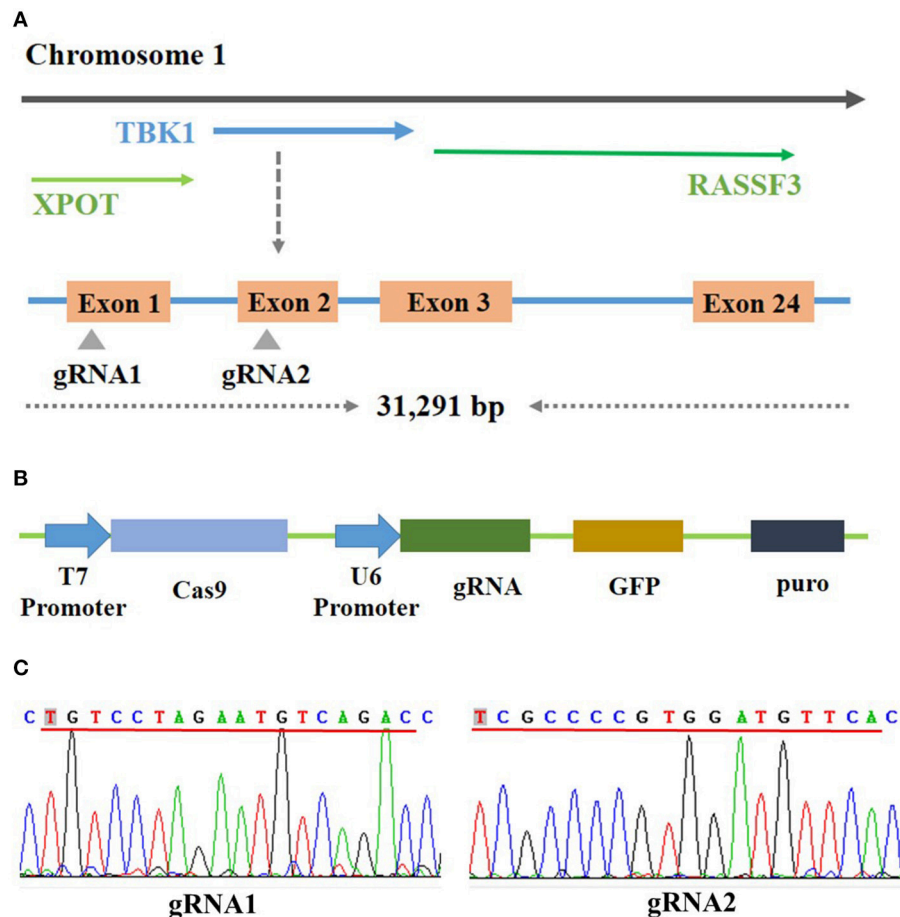 A
Chromosome 1
TBK1
XPOT
RASSF3
Exon 1 Exon 2 Exon 3 Exon 24
gRNA1 gRNA2
31,291 bp
B
T7 Promoter
Cas9
U6 Promoter
gRNA
GFP
puro
C
C T G T C C T A G A A T G T C A G A C C
T C G C C C C G T G G A T G T T C A C
gRNA1
gRNA2